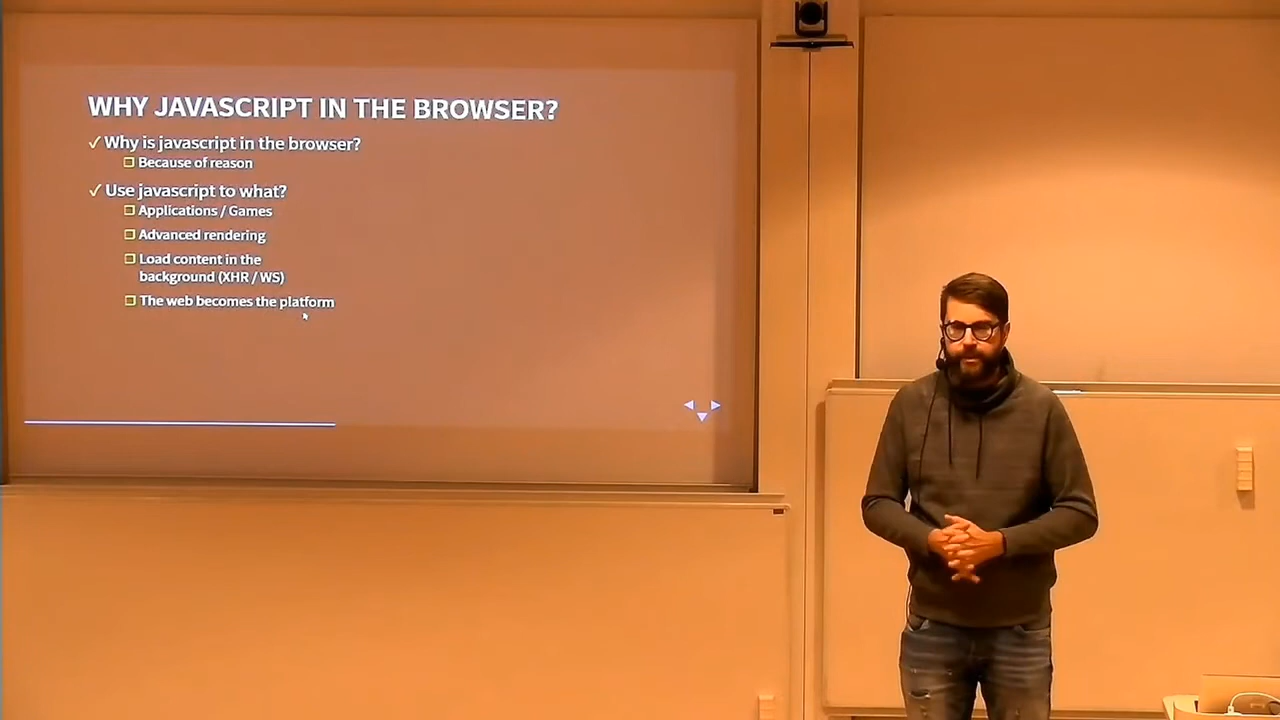 WHY JAVASCRIPT IN THE BROWSER?
Why is javascript in the browser?
Because of reason
Use javascript to what?
Applications / Games
Advanced rendering
Load content in the
background (XHR / WS)
The web becomes the platform